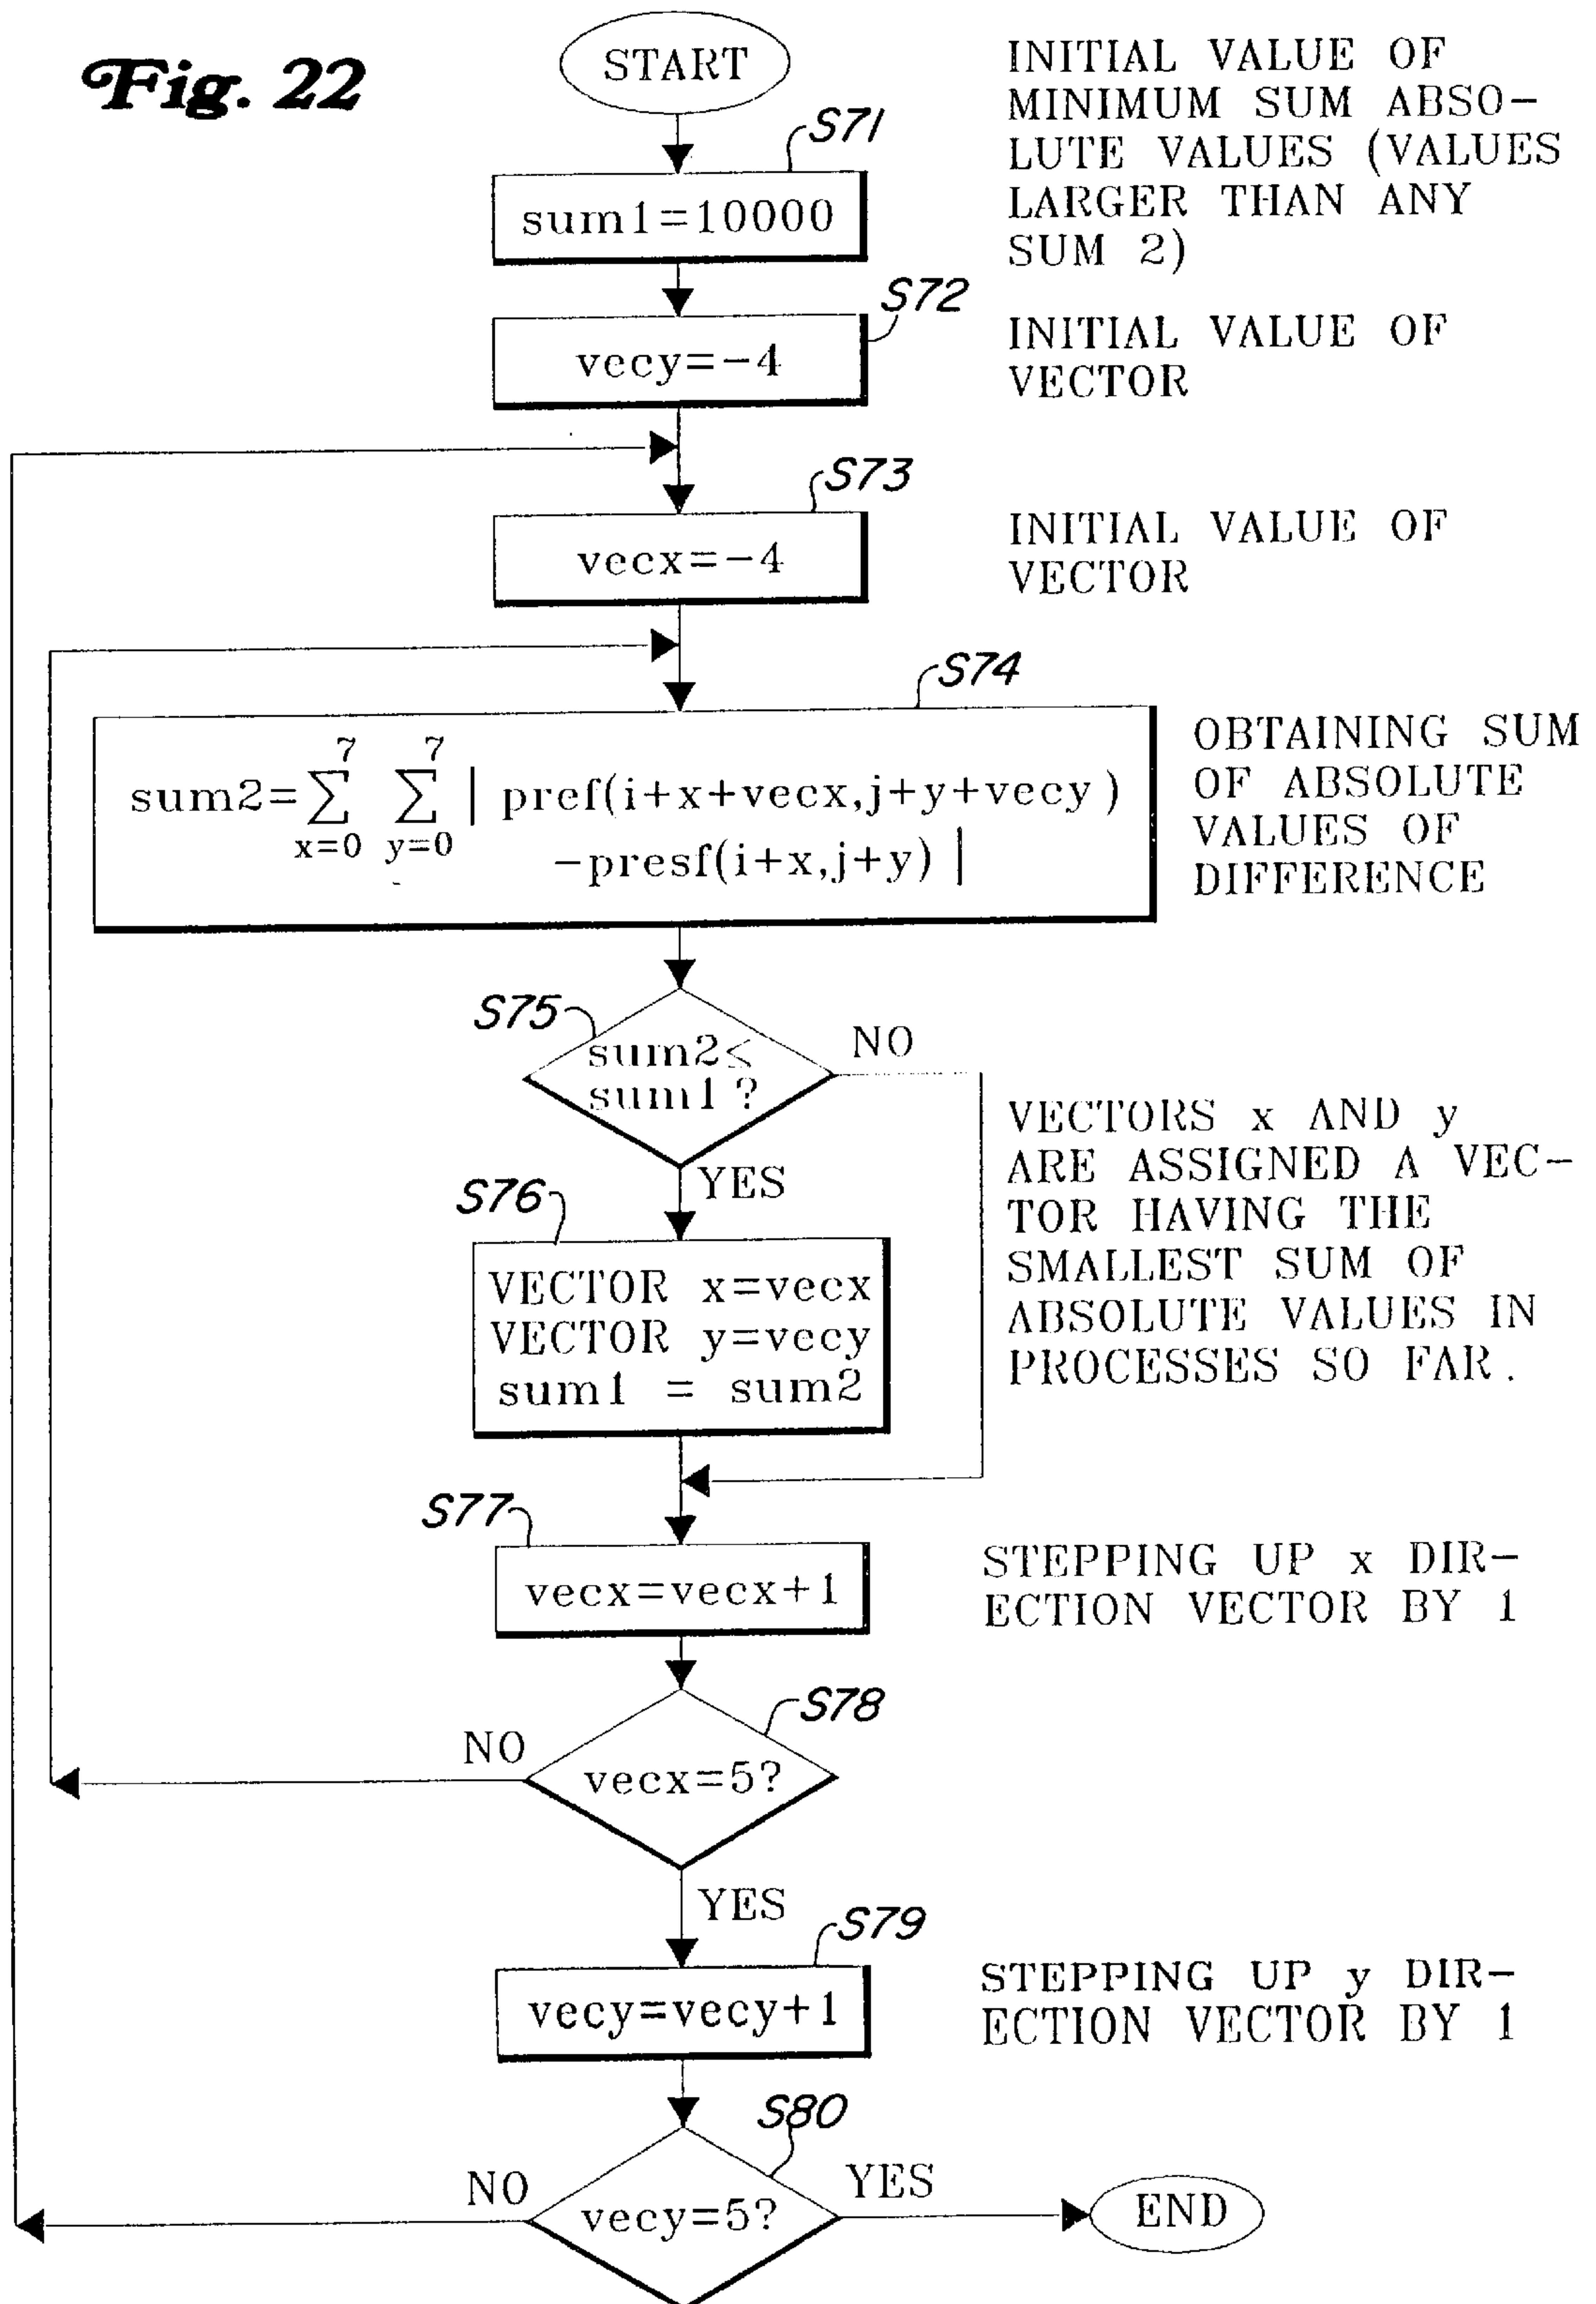 Fig. 22
START
INITIAL VALUE OF
MINIMUM SUM ABSO-
LUTE VALUES (VALUES
LARGER THAN ANY
SUM 2)
S71
sum1=10000
S72
vecy=-4
INITIAL VALUE OF
VECTOR
S73
vecx=-4
INITIAL VALUE OF
VECTOR
S74
sum2=∑(x=0 to 7) ∑(y=0 to 7) | pref(i+x+vecx,j+y+vecy)
-presf(i+x,j+y) |
OBTAINING SUM
OF ABSOLUTE
VALUES OF
DIFFERENCE
S75
sum2≤
sum1?
NO
YES
VECTORS x AND y
ARE ASSIGNED A VEC-
TOR HAVING THE
SMALLEST SUM OF
ABSOLUTE VALUES IN
PROCESSES SO FAR.
S76
VECTOR x=vecx
VECTOR y=vecy
sum1 = sum2
S77
vecx=vecx+1
STEPPING UP x DIR-
ECTION VECTOR BY 1
S78
NO
vecx=5?
YES
S79
vecy=vecy+1
STEPPING UP y DIR-
ECTION VECTOR BY 1
S80
NO
vecy=5?
YES
END